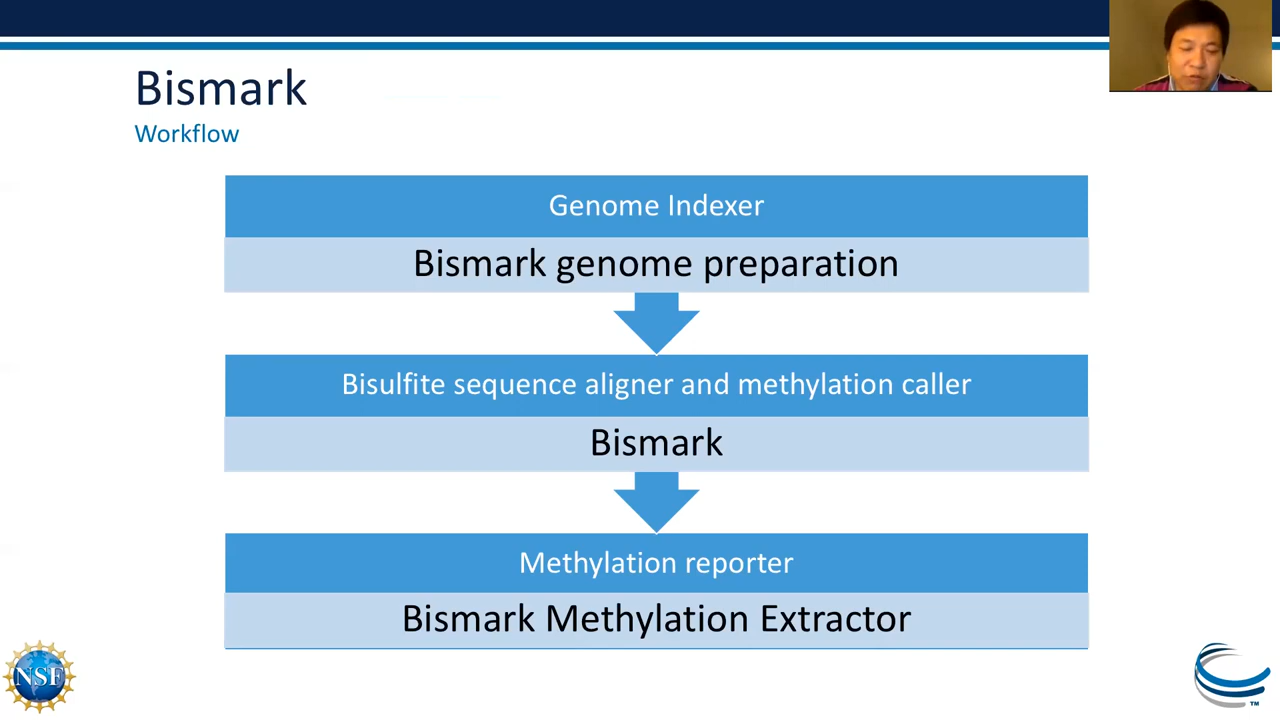 Bismark
Workflow
Genome Indexer
Bismark genome preparation
Bisulfite sequence aligner and methylation caller
Bismark
Methylation reporter
Bismark Methylation Extractor
NSF
TM